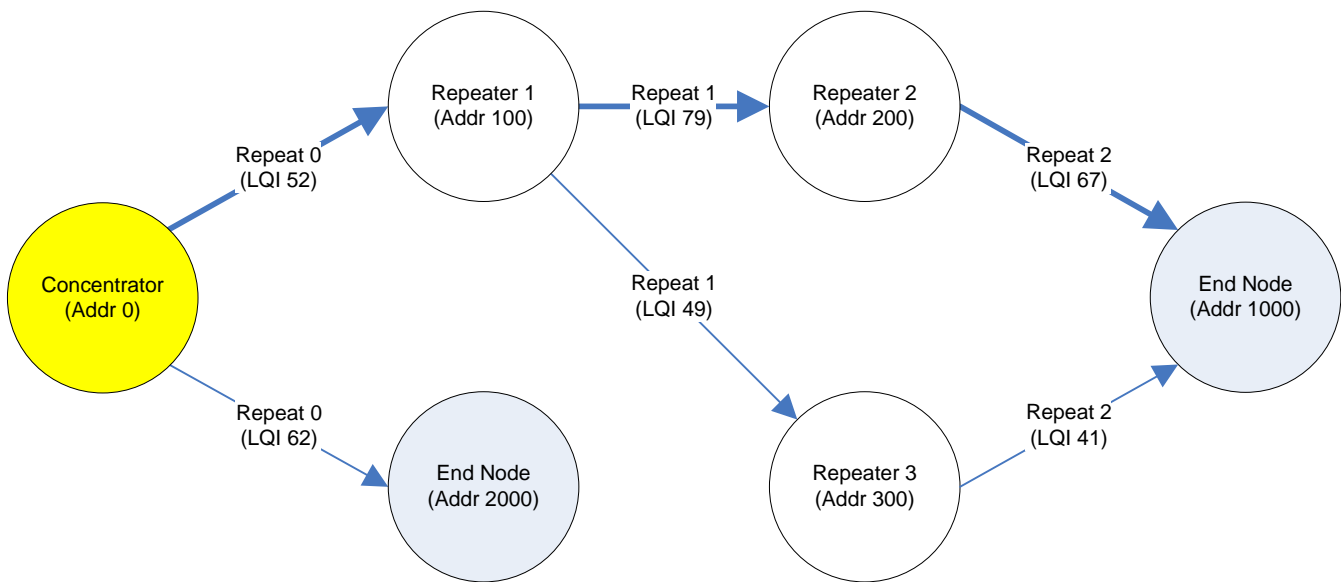 Repeater 1
(Addr 100)
Repeat 1
(LQI 79)
Repeater 2
(Addr 200)
Repeat 0
(LQI 52)
Repeat 2
(LQI 67)
Concentrator
(Addr 0)
Repeat 1
(LQI 49)
End Node
(Addr 1000)
Repeat 0
(LQI 62)
Repeat 2
(LQI 41)
End Node
(Addr 2000)
Repeater 3
(Addr 300)